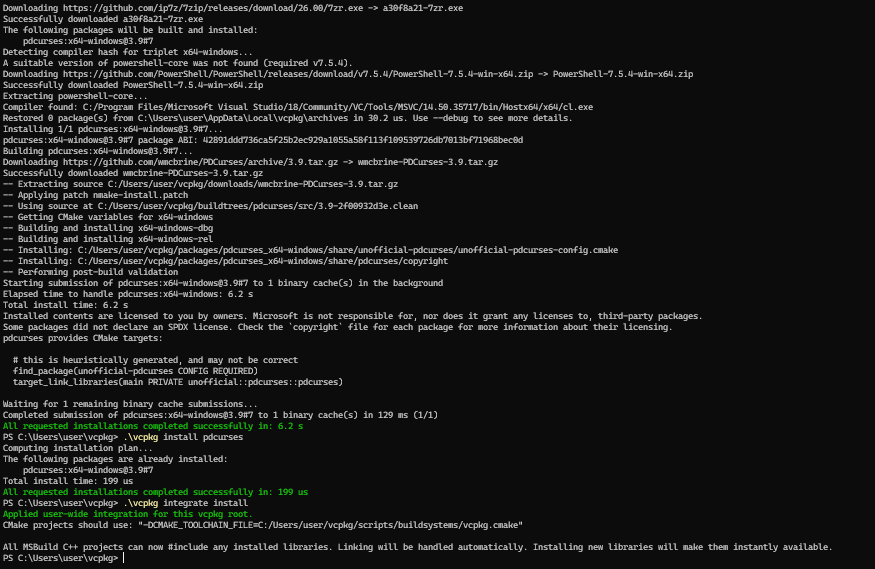 Downloading https://github.com/ip7z/7zip/releases/download/26.00/7zr.exe -> a30f8a21-7zr.exe
Successfully downloaded a30f8a21-7zr.exe
The following packages will be built and installed:
    pdcurses:x64-windows@3.9#7
Detecting compiler hash for triplet x64-windows...
A suitable version of powershell-core was not found (required v7.5.4).
Downloading https://github.com/PowerShell/PowerShell/releases/download/v7.5.4/PowerShell-7.5.4-win-x64.zip -> PowerShell-7.5.4-win-x64.zip
Successfully downloaded PowerShell-7.5.4-win-x64.zip
Extracting powershell-core...
Compiler found: C:/Program Files/Microsoft Visual Studio/18/Community/VC/Tools/MSVC/14.50.35717/bin/Hostx64/x64/cl.exe
Restored 0 package(s) from C:\Users\user\AppData\Local\vcpkg\archives in 30.2 us. Use --debug to see more details.
Installing 1/1 pdcurses:x64-windows@3.9#7...
pdcurses:x64-windows@3.9#7 package ABI: 42891ddd736ca5f25b2ec929a1055a58f113f109539726db7013bf71968bec0d
Building pdcurses:x64-windows@3.9#7...
Downloading https://github.com/wmcbrine/PDCurses/archive/3.9.tar.gz -> wmcbrine-PDCurses-3.9.tar.gz
Successfully downloaded wmcbrine-PDCurses-3.9.tar.gz
-- Extracting source C:/Users/user/vcpkg/downloads/wmcbrine-PDCurses-3.9.tar.gz
-- Applying patch nmake-install.patch
-- Using source at C:/Users/user/vcpkg/buildtrees/pdcurses/src/3.9-2f00932d3e.clean
-- Getting CMake variables for x64-windows
-- Building and installing x64-windows-dbg
-- Building and installing x64-windows-rel
-- Installing: C:/Users/user/vcpkg/packages/pdcurses_x64-windows/share/unofficial-pdcurses/unofficial-pdcurses-config.cmake
-- Installing: C:/Users/user/vcpkg/packages/pdcurses_x64-windows/share/pdcurses/copyright
-- Performing post-build validation
Starting submission of pdcurses:x64-windows@3.9#7 to 1 binary cache(s) in the background
Elapsed time to handle pdcurses:x64-windows: 6.2 s
Total install time: 6.2 s
Installed contents are licensed to you by owners. Microsoft is not responsible for, nor does it grant any licenses to, third-party packages.
Some packages did not declare an SPDX license. Check the `copyright` file for each package for more information about their licensing.
pdcurses provides CMake targets:

  # this is heuristically generated, and may not be correct
  find_package(unofficial-pdcurses CONFIG REQUIRED)
  target_link_libraries(main PRIVATE unofficial::pdcurses::pdcurses)

Waiting for 1 remaining binary cache submissions...
Completed submission of pdcurses:x64-windows@3.9#7 to 1 binary cache(s) in 129 ms (1/1)
All requested installations completed successfully in: 6.2 s
PS C:\Users\user\vcpkg> .\vcpkg install pdcurses
Computing installation plan...
The following packages are already installed:
    pdcurses:x64-windows@3.9#7
Total install time: 199 us
All requested installations completed successfully in: 199 us
PS C:\Users\user\vcpkg> .\vcpkg integrate install
Applied user-wide integration for this vcpkg root.
CMake projects should use: "-DCMAKE_TOOLCHAIN_FILE=C:/Users/user/vcpkg/scripts/buildsystems/vcpkg.cmake"

All MSBuild C++ projects can now #include any installed libraries. Linking will be handled automatically. Installing new libraries will make them instantly available.
PS C:\Users\user\vcpkg>